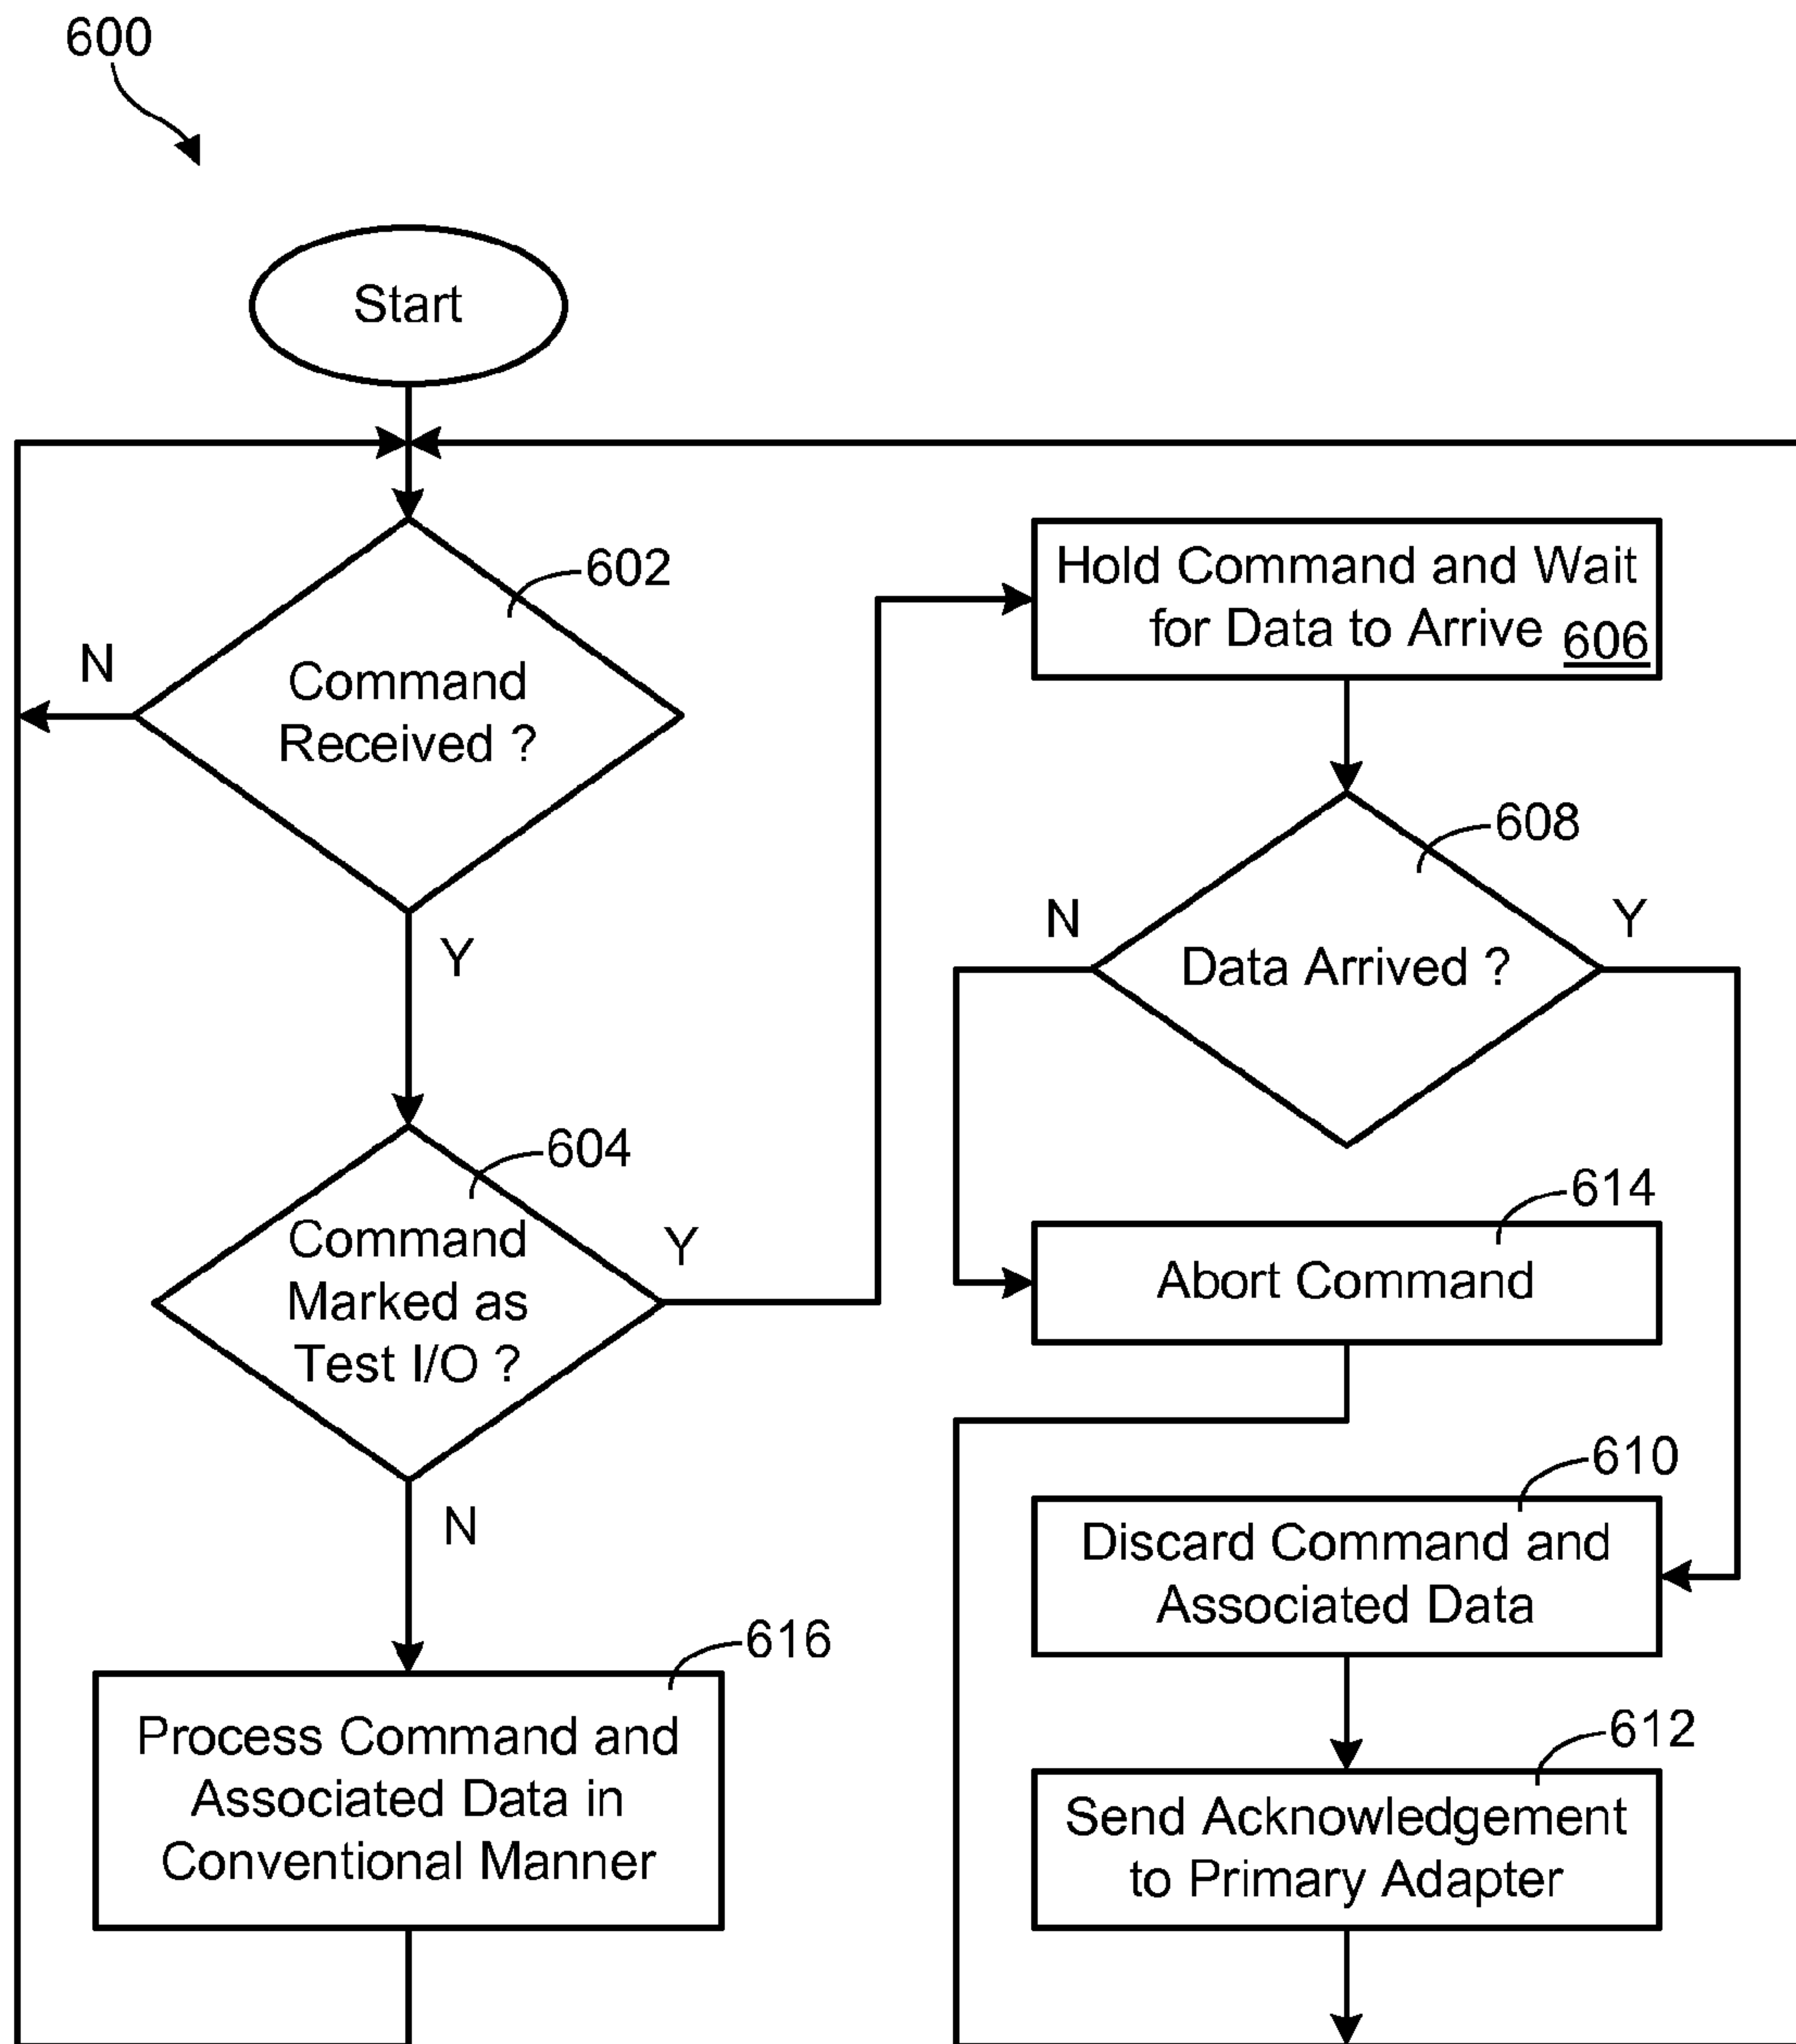 600
Start
602
Command
Received ?
N
Y
604
Command
Marked as
Test I/O ?
Y
N
616
Process Command and
Associated Data in
Conventional Manner
Hold Command and Wait
for Data to Arrive 606
608
Data Arrived ?
N
Y
614
Abort Command
610
Discard Command and
Associated Data
612
Send Acknowledgement
to Primary Adapter